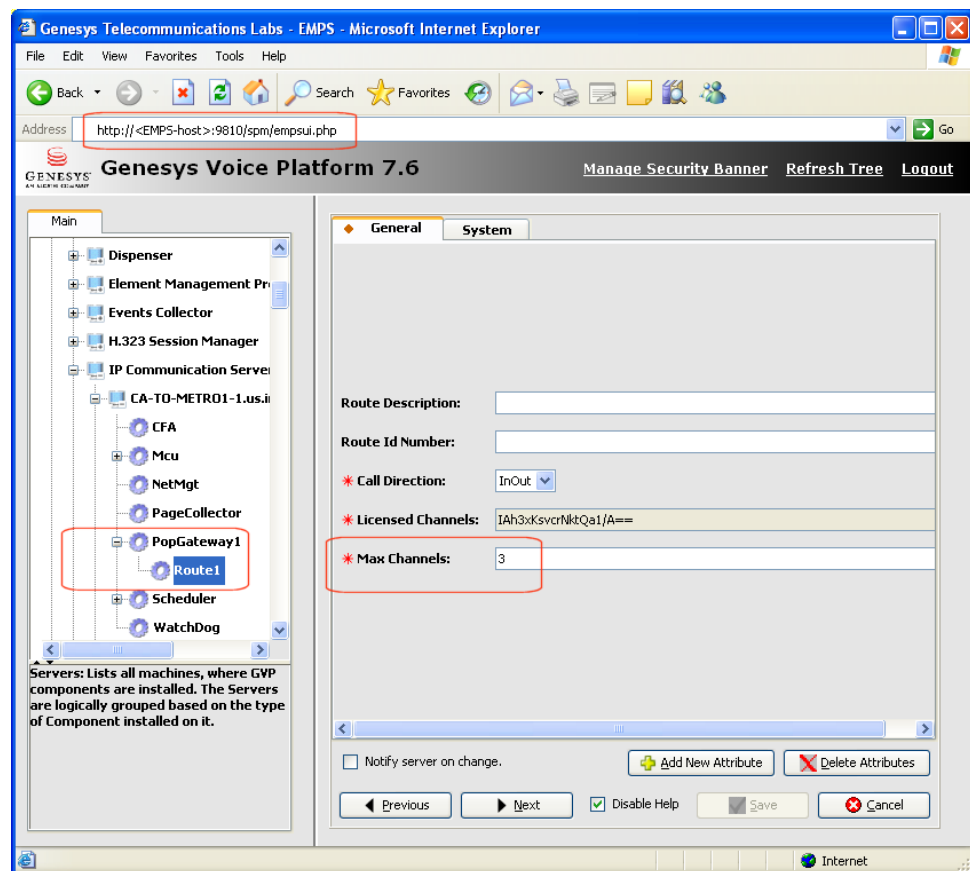 Genesys Telecommunications Labs - EMPS - Microsoft Internet Explorer
File Edit View Favorites Tools Help
Back Search Favorites
Address http://<EMPS-host>:9810/spm/empsui.php Go
GENESYS Genesys Voice Platform 7.6 Manage Security Banner Refresh Tree Logout
Main
Dispenser
Element Management Pr
Events Collector
H.323 Session Manager
IP Communication Server
CA-TO-METRO1-1.us.i
CFA
Mcu
NetMgt
PageCollector
PopGateway1
Route1
Scheduler
WatchDog
Servers: Lists all machines, where GVP
components are installed. The Servers
are logically grouped based on the type
of Component installed on it.
General System
Route Description:
Route Id Number:
* Call Direction: InOut
* Licensed Channels: IAh3xKsvcrNktQa1/A==
* Max Channels: 3
Notify server on change. Add New Attribute Delete Attributes
Previous Next Disable Help Save Cancel
Internet